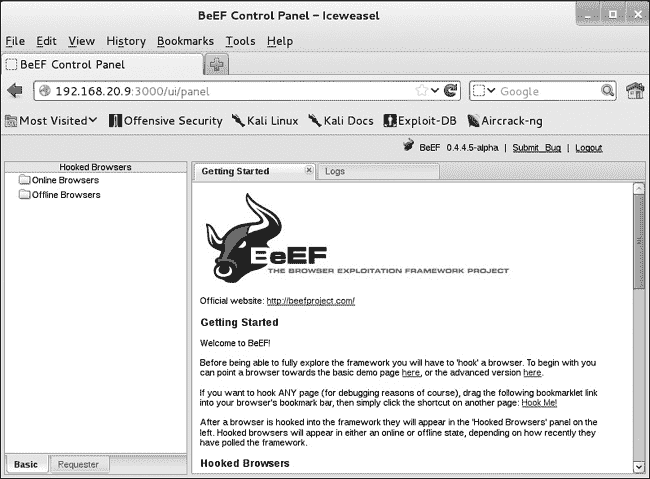 BeEF Control Panel – Iceweasel
File Edit View History Bookmarks Tools Help
BeEF Control Panel
192.168.20.9:3000/ui/panel
Google
Most Visited Offensive Security Kali Linux Kali Docs Exploit-DB Aircrack-ng
BeEF 0.4.4.5-alpha | Submit Bug | Logout
Hooked Browsers
Online Browsers
Offline Browsers
Getting Started
Logs
BeEF
THE BROWSER EXPLOITATION FRAMEWORK PROJECT
Official website: http://beefproject.com/
Getting Started
Welcome to BeEF!
Before being able to fully explore the framework you will have to 'hook' a browser. To begin with you
can point a browser towards the basic demo page here, or the advanced version here.
If you want to hook ANY page (for debugging reasons of course), drag the following bookmarklet link
into your browser's bookmark bar, then simply click the shortcut on another page: Hook Me!
After a browser is hooked into the framework they will appear in the 'Hooked Browsers' panel on the
left. Hooked browsers will appear in either an online or offline state, depending on how recently they
have polled the framework.
Hooked Browsers
Basic
Requester